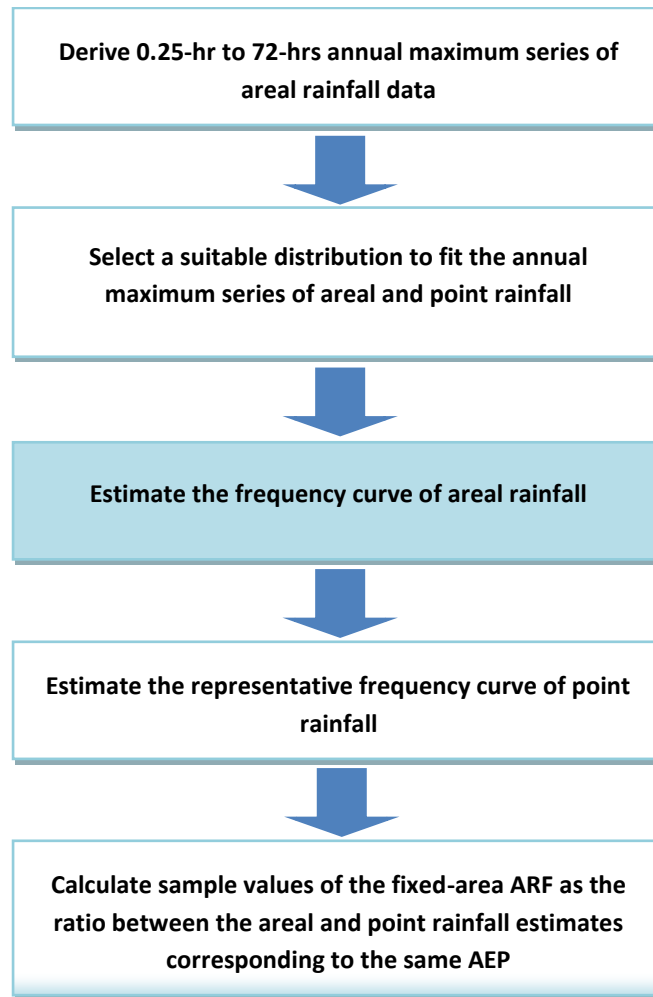 Derive 0.25-hr to 72-hrs annual maximum series of
areal rainfall data
Select a suitable distribution to fit the annual
maximum series of areal and point rainfall
Estimate the frequency curve of areal rainfall
Estimate the representative frequency curve of point
rainfall
Calculate sample values of the fixed-area ARF as the
ratio between the areal and point rainfall estimates
corresponding to the same AEP